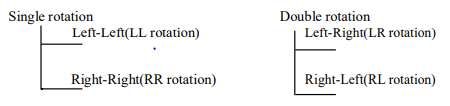 Single rotation
Left-Left(LL rotation)
Right-Right(RR rotation)
Double rotation
Left-Right(LR rotation)
Right-Left(RL rotation)